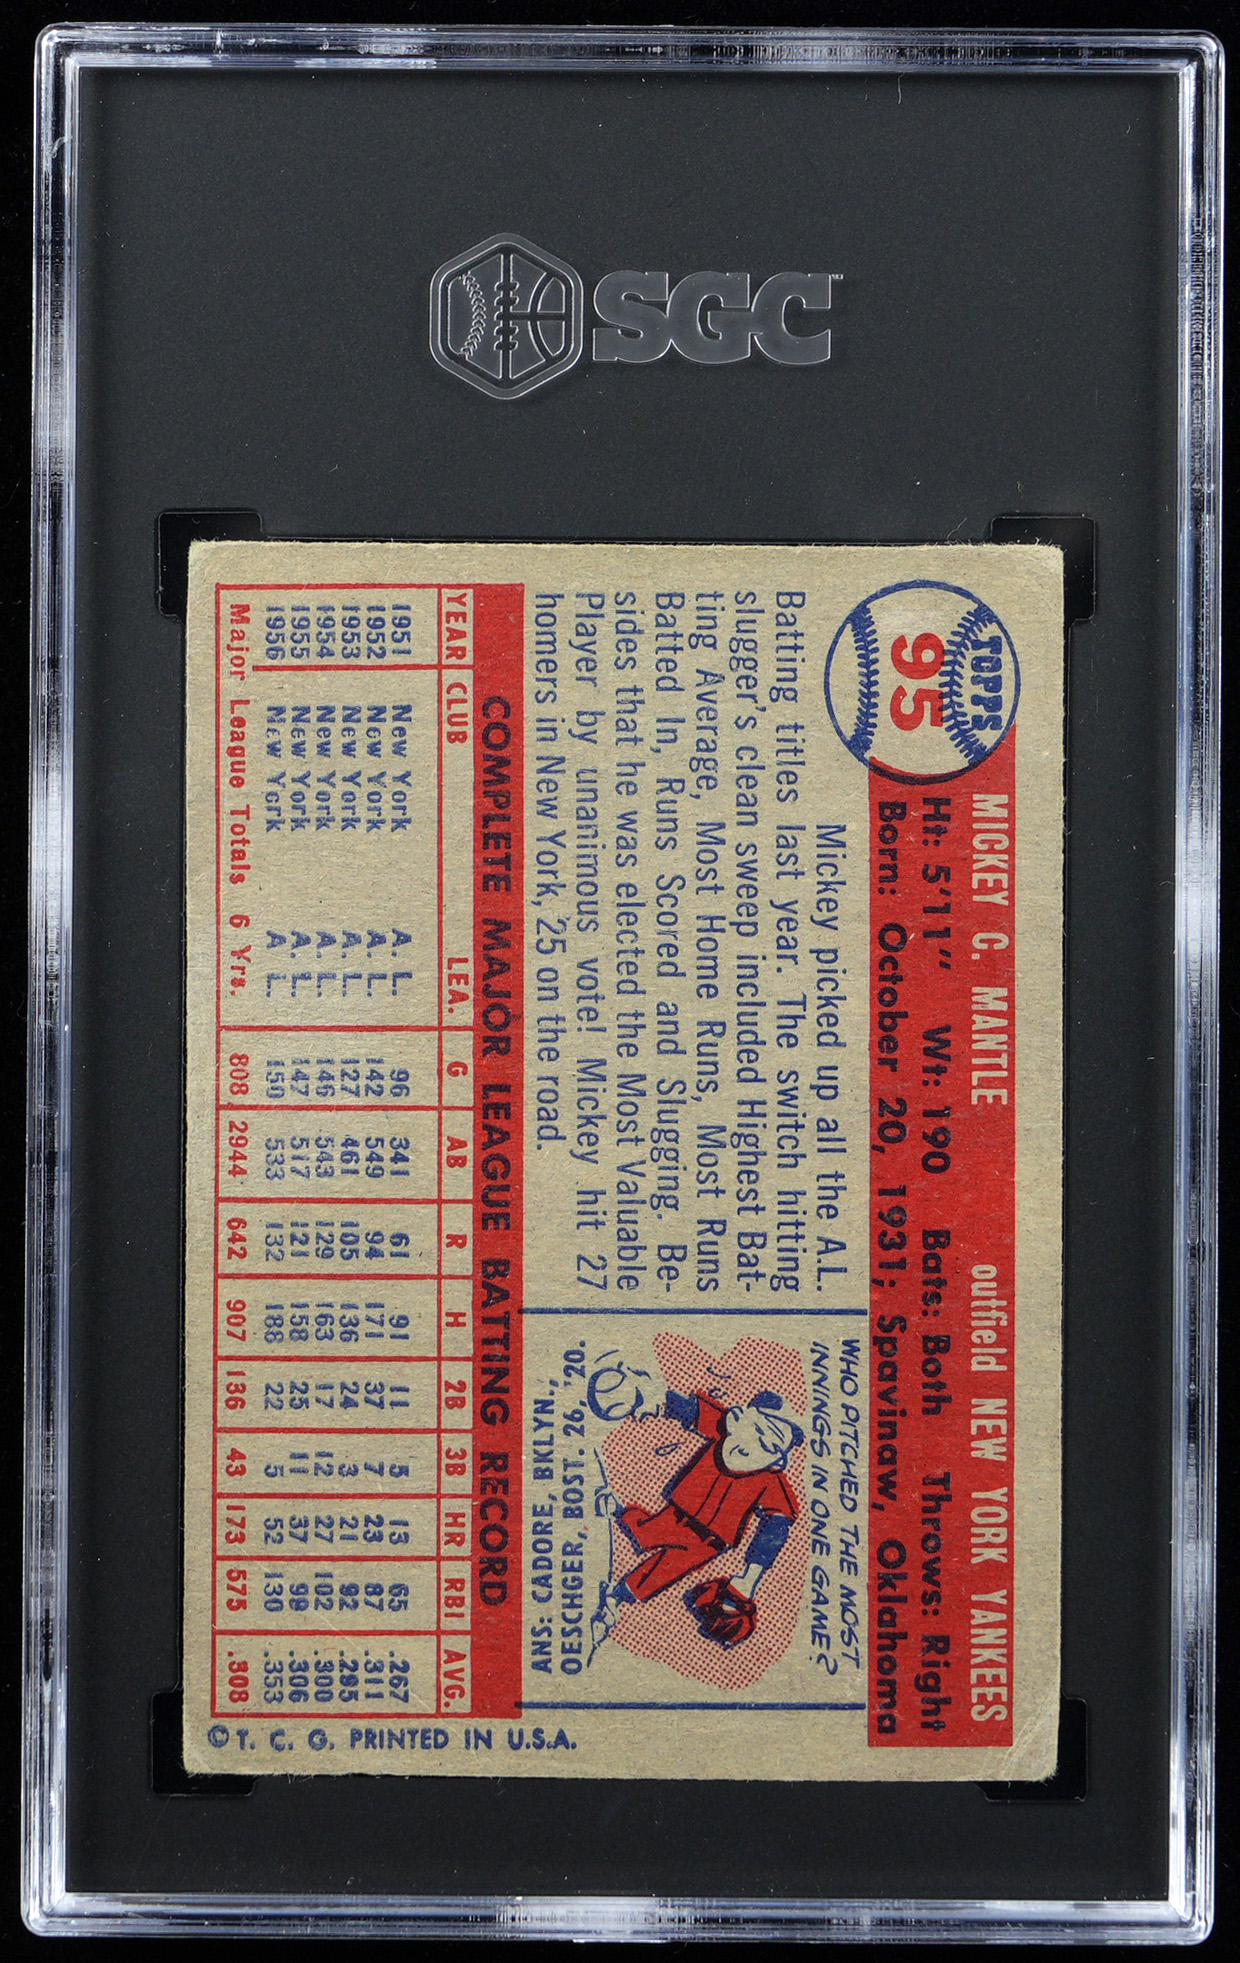 SGC
TOPPS
95
MICKEY C. MANTLE outfield NEW YORK YANKEES
Ht: 5'11" Wt: 190 Bats: Both Throws: Right
Born: October 20, 1931; Spavinaw, Oklahoma
Mickey picked up all the A.L.
Batting titles last year. The switch hitting
slugger's clean sweep included Highest Bat-
ting Average, Most Home Runs, Most Runs
Batted In, Runs Scored and Slugging. Be-
sides that he was elected the Most Valuable
Player by unanimous vote! Mickey hit 27
homers in New York, 25 on the road.
WHO PITCHED THE MOST
INNINGS IN ONE GAME?
ANS: CADORE, BKLYN.,
OESCHGER, BOST. 26, '20.
COMPLETE MAJOR LEAGUE BATTING RECORD
YEAR CLUB LEA. G AB R H 2B 3B HR RBI AVG.
1951 New York A. L. 96 341 61 91 11 5 13 65 .267
1952 New York A. L. 142 549 94 171 37 7 23 87 .311
1953 New York A. L. 127 461 105 136 24 3 21 92 .295
1954 New York A. L. 146 543 129 163 17 12 27 102 .300
1955 New York A. L. 147 517 121 158 25 11 37 99 .306
1956 New York A. L. 150 533 132 188 22 5 52 130 .353
Major League Totals 6 Yrs. 808 2944 642 907 136 43 173 575 .308
© T. C. G. PRINTED IN U.S.A.